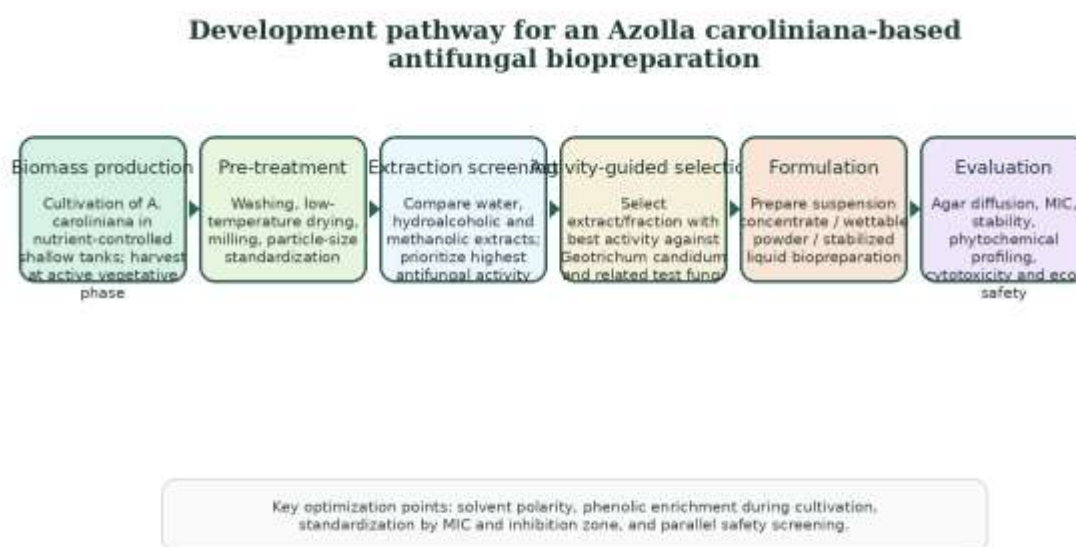 Development pathway for an Azolla caroliniana-based
antifungal biopreparation
Biomass production
Cultivation of A.
caroliniana in
nutrient-controlled
shallow tanks; harvest
at active vegetative
phase
Pre-treatment
Washing, low-
temperature drying,
milling, particle-size
standardization
Extraction screening
Compare water,
hydroalcoholic and
methanolic extracts;
prioritize highest
antifungal activity
Activity-guided selection
Select
extract/fraction with
best activity against
Geotrichum candidum
and related test fungi
Formulation
Prepare suspension
concentrate / wettable
powder / stabilized
liquid biopreparation
Evaluation
Agar diffusion, MIC,
stability,
phytochemical
profiling,
cytotoxicity and eco-
safety
Key optimization points: solvent polarity, phenolic enrichment during cultivation,
standardization by MIC and inhibition zone, and parallel safety screening.